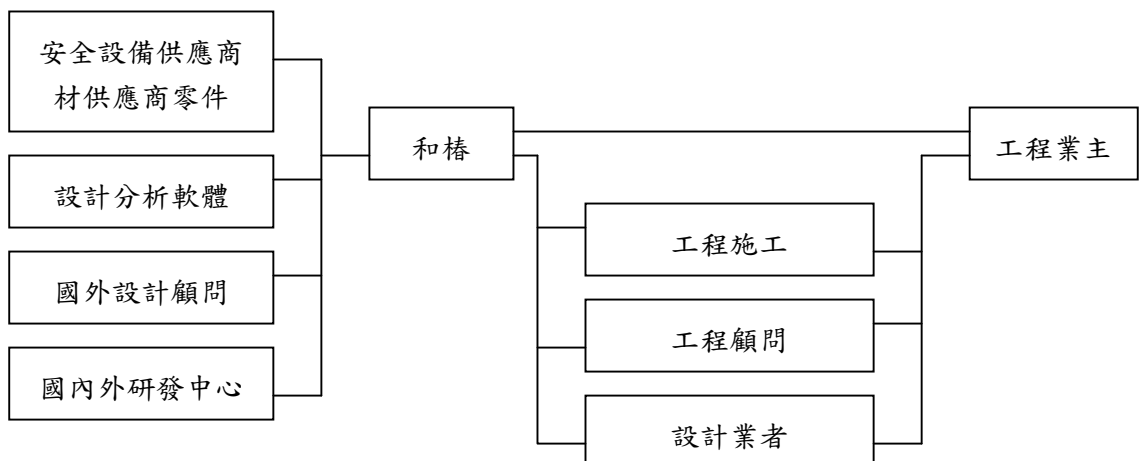 安全設備供應商
材供應商零件
設計分析軟體
國外設計顧問
國內外研發中心
和椿
工程業主
工程施工
工程顧問
設計業者